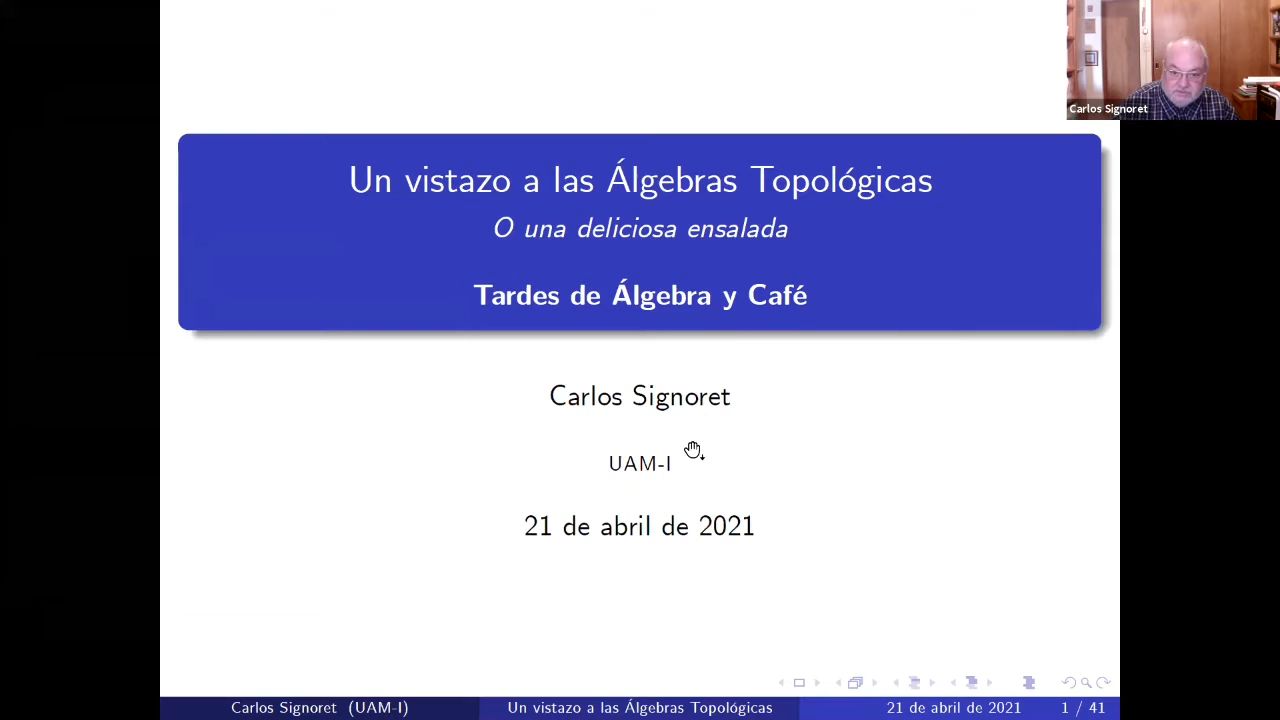 Carlos Signoret
Un vistazo a las Álgebras Topológicas
O una deliciosa ensalada
Tardes de Álgebra y Café
Carlos Signoret
UAM-I
21 de abril de 2021
Carlos Signoret (UAM-I) Un vistazo a las Álgebras Topológicas 21 de abril de 2021 1 / 41